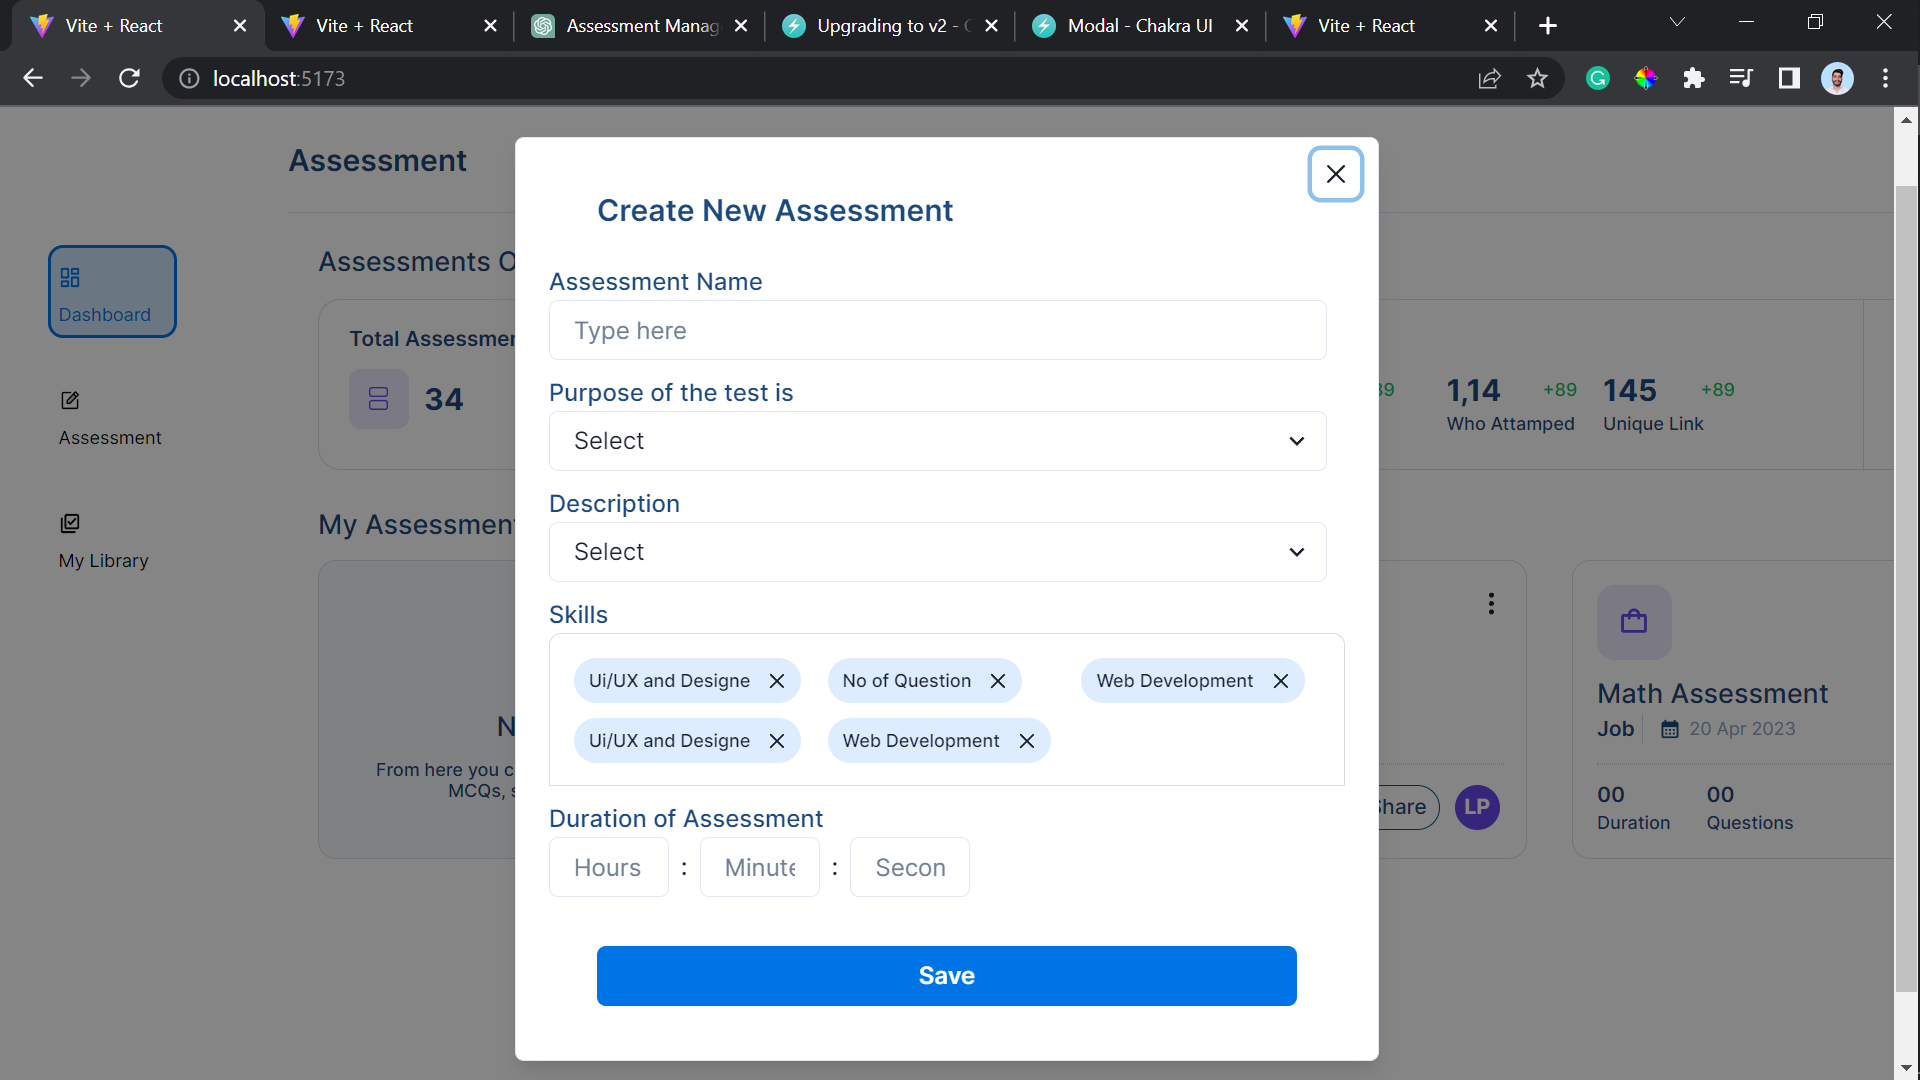 Vite + React
Vite + React
Assessment Manag
Upgrading to v2 -
Modal - Chakra UI
Vite + React
localhost:5173
Assessment
Dashboard
Assessment
My Library
Assessments O
Total Assessmen
34
89
1,14 +89
Who Attamped
145 +89
Unique Link
My Assessment
N
From here you c
MCQs, s
Share
LP
Math Assessment
Job 20 Apr 2023
00 00
Duration Questions
Create New Assessment
Assessment Name
Type here
Purpose of the test is
Select
Description
Select
Skills
Ui/UX and Designe No of Question Web Development
Ui/UX and Designe Web Development
Duration of Assessment
Hours : Minute : Secon
Save